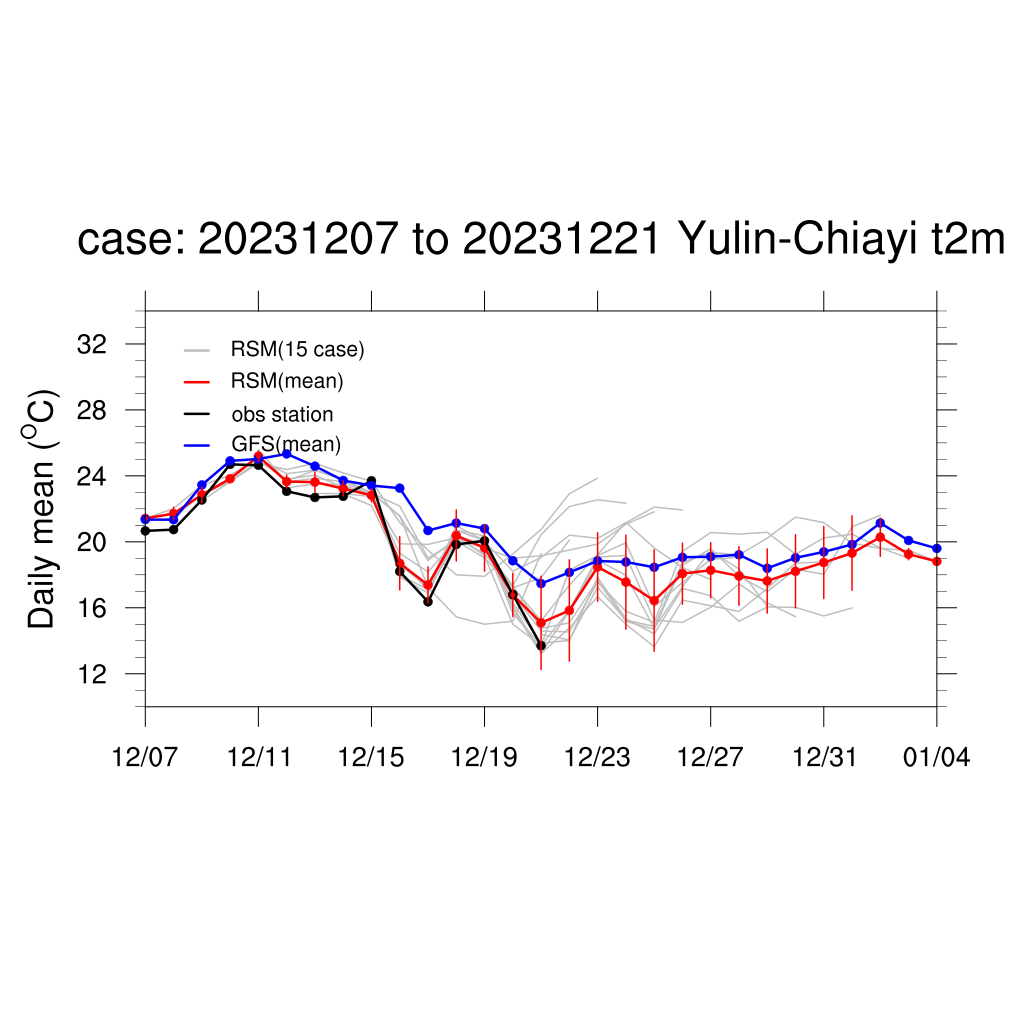 case: 20231207 to 20231221 Yulin-Chiayi t2m
Daily mean (°C)
32
28
24
20
16
12
RSM(15 case)
RSM(mean)
obs station
GFS(mean)
12/07 12/11 12/15 12/19 12/23 12/27 12/31 01/04